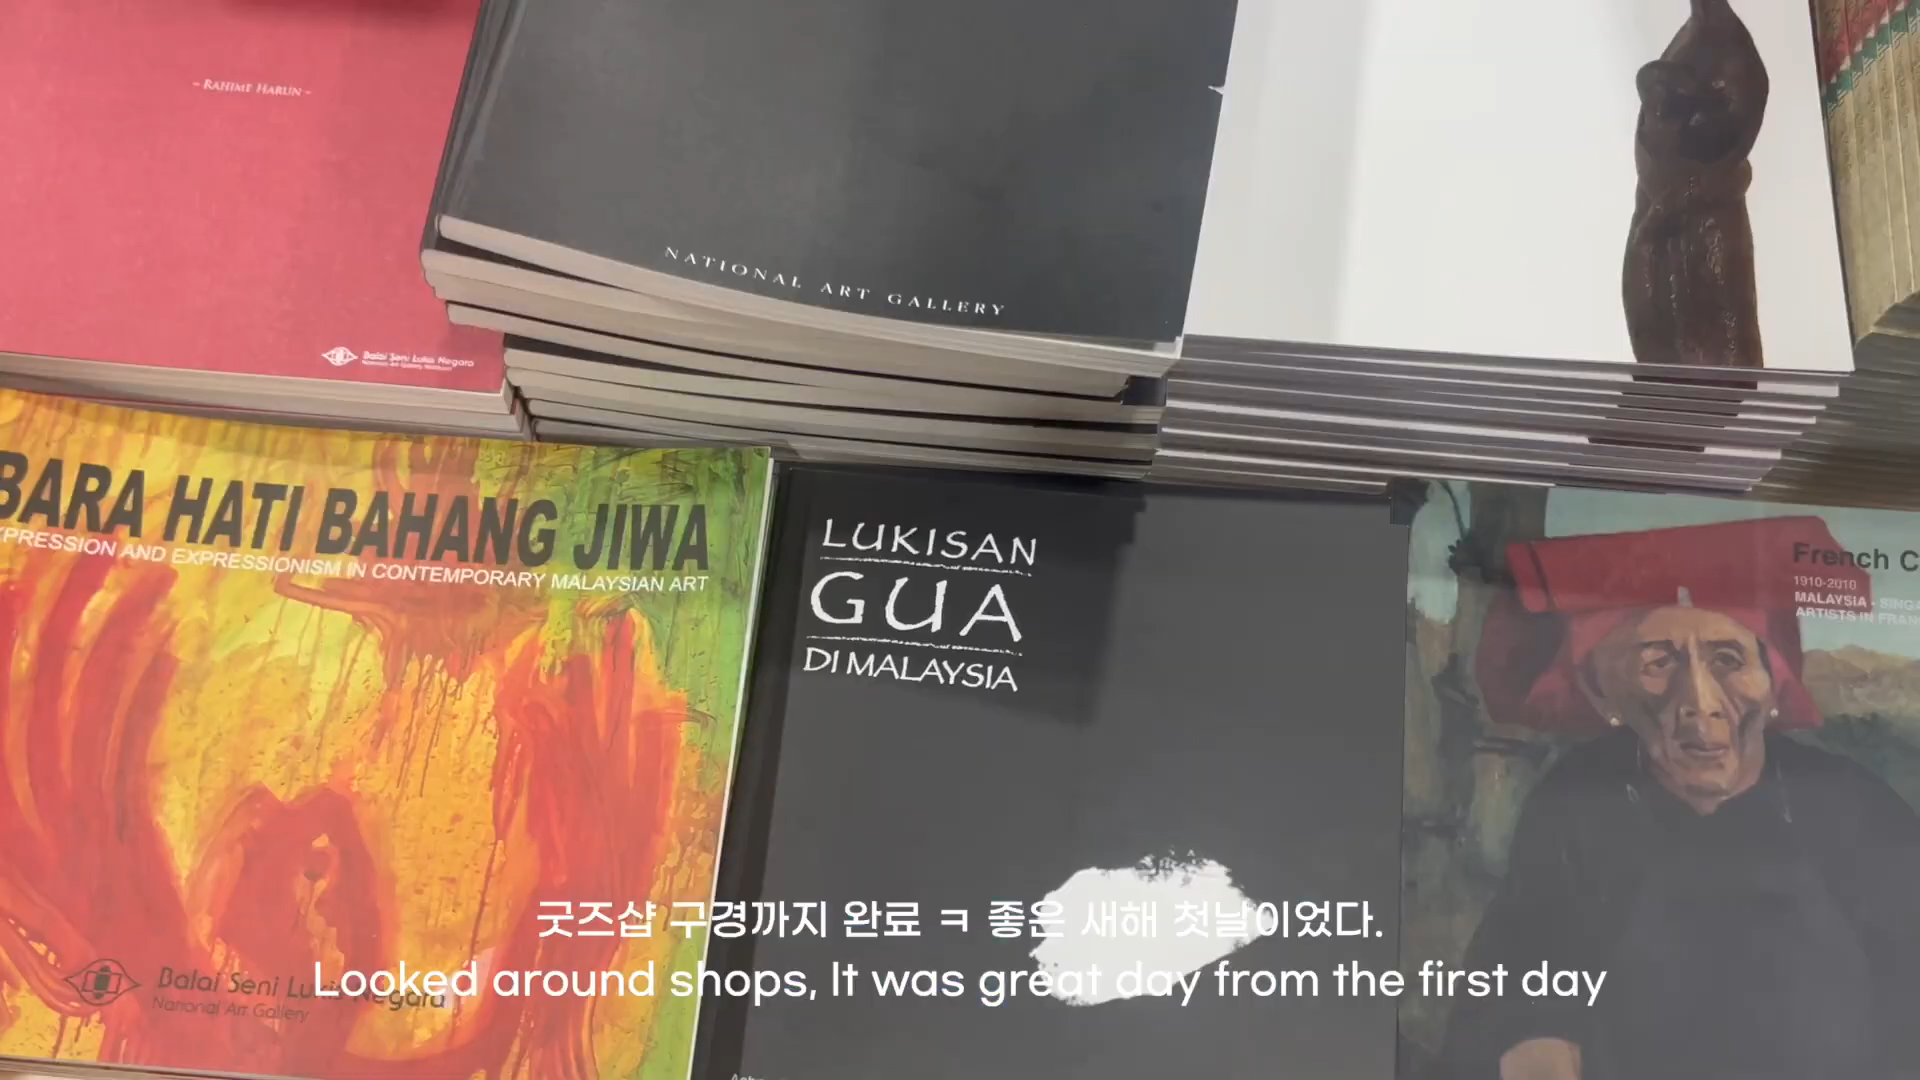 ~ RAHIME HARUN ~
Balai Seni Lukis Negara
NATIONAL ART GALLERY
BARA HATI BAHANG JIWA
XPRESSION AND EXPRESSIONISM IN CONTEMPORARY MALAYSIAN ART
LUKISAN
GUA
DI MALAYSIA
French C
1910-2010
MALAYSIA - SINGA
ARTISTS IN FRAN
Balai Seni Lukis Negara
National Art Gallery
굿즈샵 구경까지 완료 ㅋ 좋은 새해 첫날이었다.
Looked around shops, It was great day from the first day